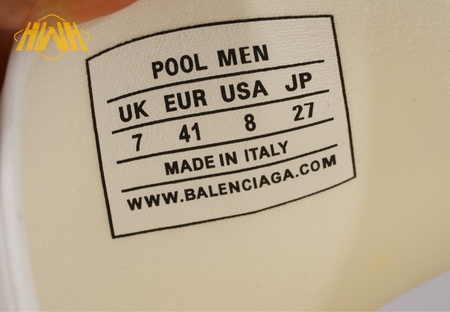 HWH
POOL MEN
UK EUR USA JP
7 41 8 27
MADE IN ITALY
WWW.BALENCIAGA.COM